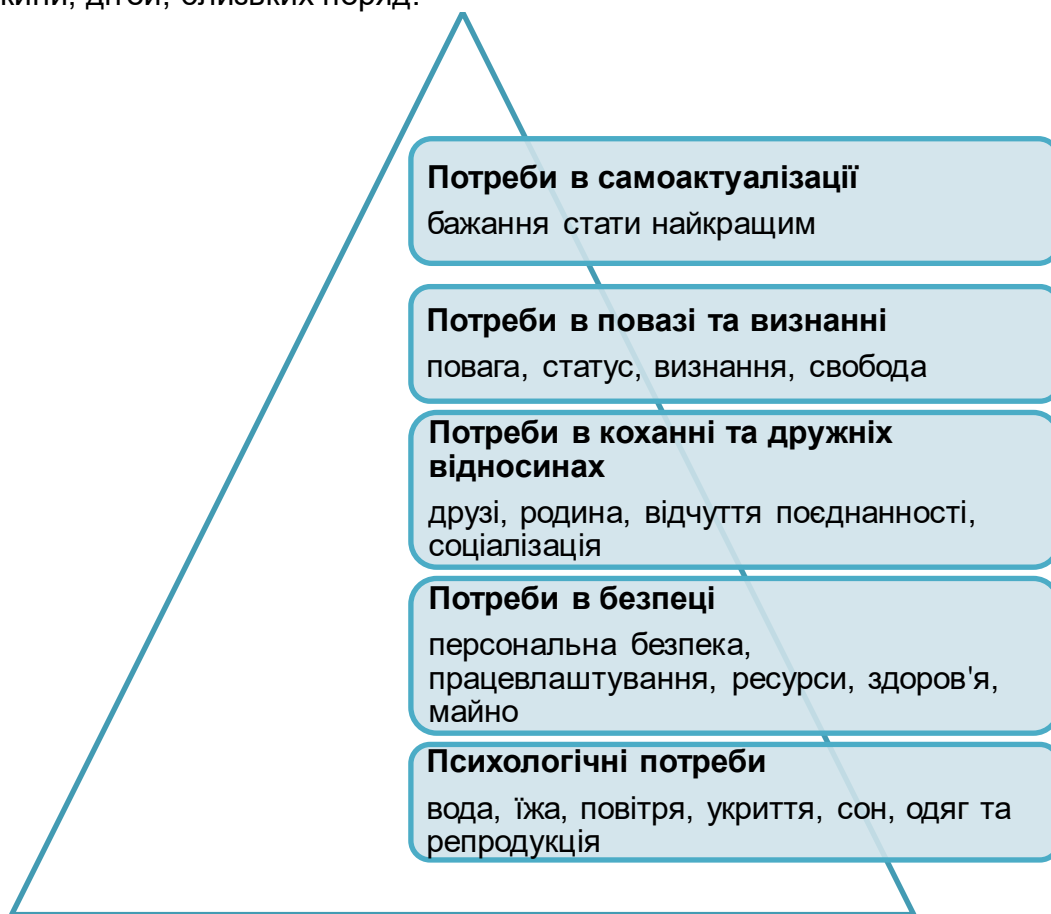 дітей, близьких поряд.
Потреби в самоактуалізації
бажання стати найкращим
Потреби в повазі та визнанні
повага, статус, визнання, свобода
Потреби в коханні та дружніх
відносинах
друзі, родина, відчуття поєднанності,
соціалізація
Потреби в безпеці
персональна безпека,
працевлаштування, ресурси, здоров'я,
майно
Психологічні потреби
вода, їжа, повітря, укриття, сон, одяг та
репродукція